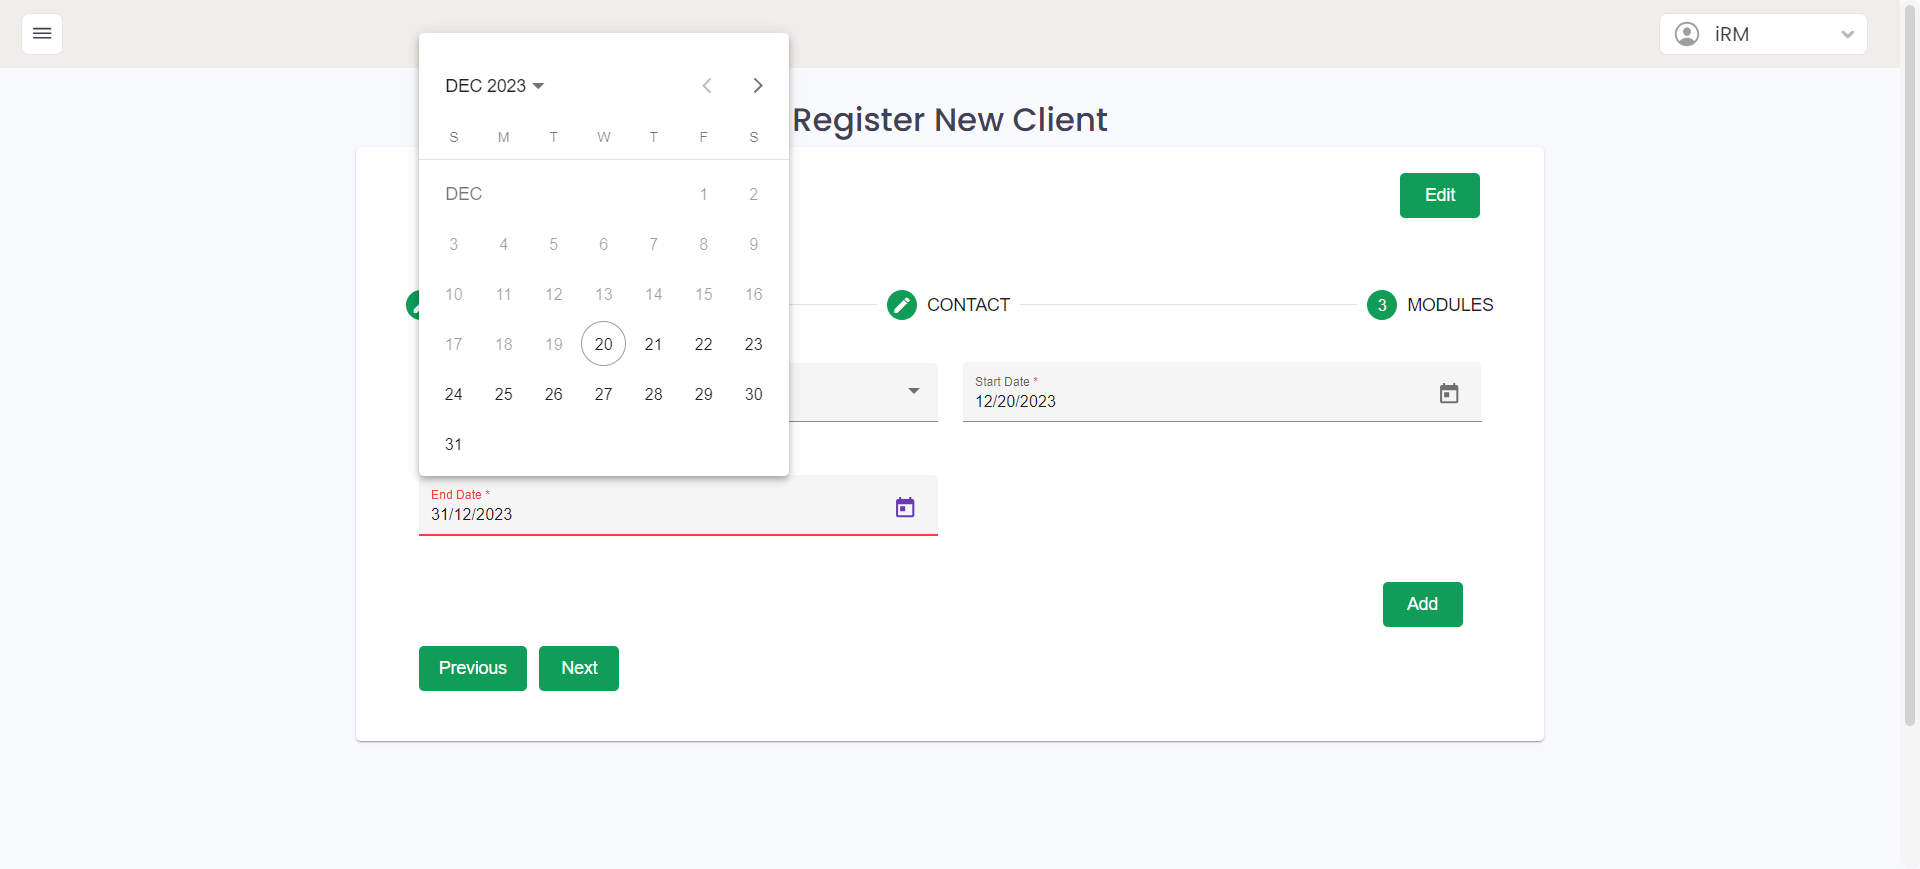 iRM
DEC 2023
Register New Client
S M T W T F S
DEC 1 2
Edit
3 4 5 6 7 8 9
10 11 12 13 14 15 16
CONTACT
3 MODULES
17 18 19 20 21 22 23
24 25 26 27 28 29 30
Start Date *
12/20/2023
31
End Date *
31/12/2023
Add
Previous
Next